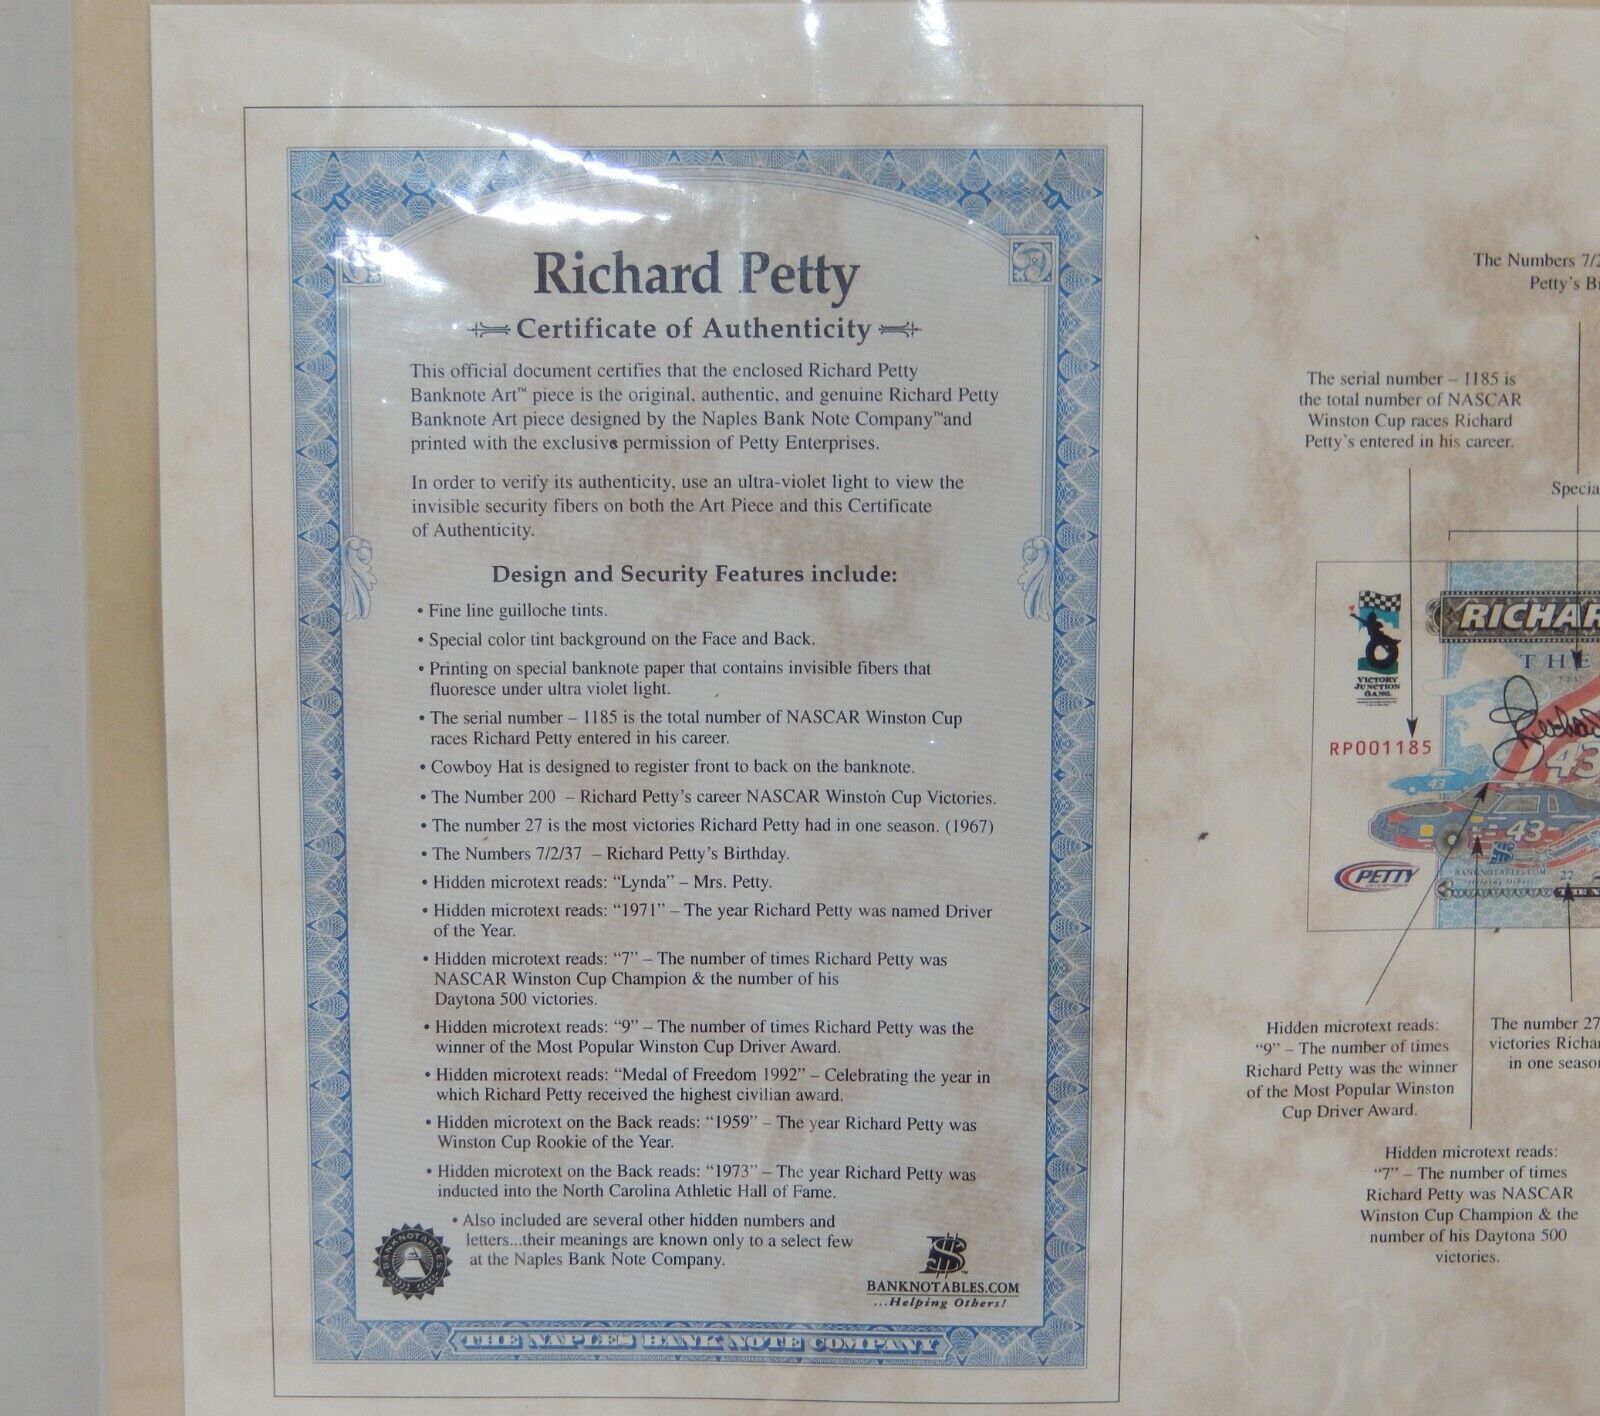 Richard Petty
Certificate of Authenticity
This official document certifies that the enclosed Richard Petty
Banknote Art™ piece is the original, authentic, and genuine Richard Petty
Banknote Art piece designed by the Naples Bank Note Company™and
printed with the exclusive permission of Petty Enterprises.
In order to verify its authenticity, use an ultra-violet light to view the
invisible security fibers on both the Art Piece and this Certificate
of Authenticity.
Design and Security Features include:
• Fine line guilloche tints.
• Special color tint background on the Face and Back.
• Printing on special banknote paper that contains invisible fibers that
fluoresce under ultra violet light.
• The serial number – 1185 is the total number of NASCAR Winston Cup
races Richard Petty entered in his career.
• Cowboy Hat is designed to register front to back on the banknote.
• The Number 200 – Richard Petty's career NASCAR Winston Cup Victories.
• The number 27 is the most victories Richard Petty had in one season. (1967)
• The Numbers 7/2/37 – Richard Petty's Birthday.
• Hidden microtext reads: “Lynda” – Mrs. Petty.
• Hidden microtext reads: “1971” – The year Richard Petty was named Driver
of the Year.
• Hidden microtext reads: “7” – The number of times Richard Petty was
NASCAR Winston Cup Champion & the number of his
Daytona 500 victories.
• Hidden microtext reads: “9” – The number of times Richard Petty was the
winner of the Most Popular Winston Cup Driver Award.
• Hidden microtext reads: “Medal of Freedom 1992” – Celebrating the year in
which Richard Petty received the highest civilian award.
• Hidden microtext on the Back reads: “1959” – The year Richard Petty was
Winston Cup Rookie of the Year.
• Hidden microtext on the Back reads: “1973” – The year Richard Petty was
inducted into the North Carolina Athletic Hall of Fame.
• Also included are several other hidden numbers and
letters...their meanings are known only to a select few
at the Naples Bank Note Company.
BANKNOTABLES
BANKNOTABLES.COM
...Helping Others!
THE NAPLES BANK NOTE COMPANY
The Numbers 7/2
Petty's Bi
The serial number – 1185 is
the total number of NASCAR
Winston Cup races Richard
Petty's entered in his career.
Specia
RICHAR
THE
VICTORY
JUNCTION
GANG
Richard
RP001185
43
43
43
PETTY
BANKNOTABLES.COM
Helping Others!
27
Hidden microtext reads:
“9” – The number of times
Richard Petty was the winner
of the Most Popular Winston
Cup Driver Award.
The number 27
victories Richar
in one seaso
Hidden microtext reads:
“7” – The number of times
Richard Petty was NASCAR
Winston Cup Champion & the
number of his Daytona 500
victories.